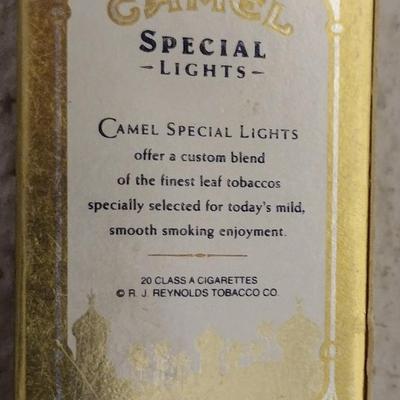 CAMEL
SPECIAL
– LIGHTS –
CAMEL SPECIAL LIGHTS
offer a custom blend
of the finest leaf tobaccos
specially selected for today's mild,
smooth smoking enjoyment.
20 CLASS A CIGARETTES
© R. J. REYNOLDS TOBACCO CO.